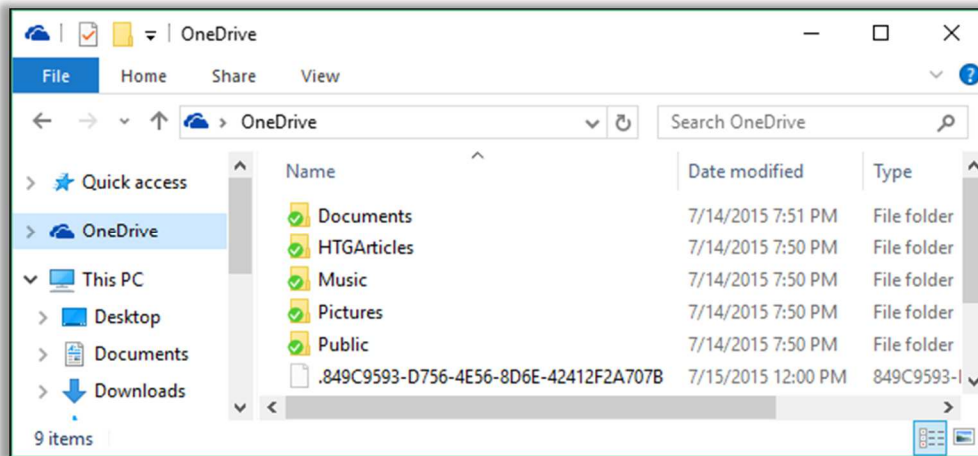 OneDrive
File Home Share View
OneDrive Search OneDrive
Name Date modified Type
Quick access
OneDrive
This PC
Desktop
Documents
Downloads
Documents 7/14/2015 7:51 PM File folder
HTGArticles 7/14/2015 7:50 PM File folder
Music 7/14/2015 7:50 PM File folder
Pictures 7/14/2015 7:50 PM File folder
Public 7/14/2015 7:50 PM File folder
.849C9593-D756-4E56-8D6E-42412F2A707B 7/15/2015 12:00 PM 849C9593-
9 items